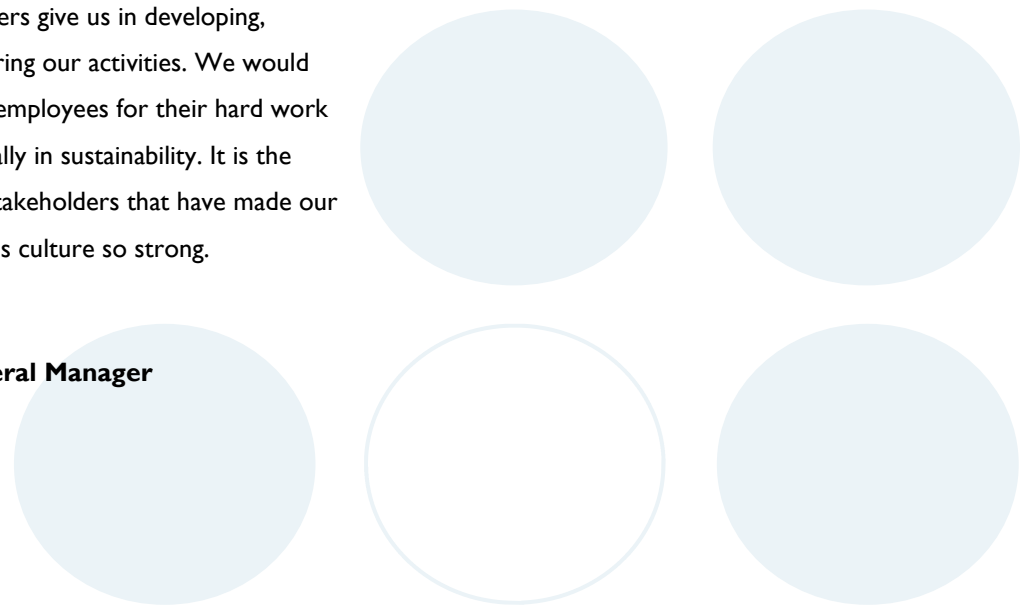 ers give us in developing,
ring our activities. We would
employees for their hard work
ally in sustainability. It is the
takeholders that have made our
s culture so strong.
eral Manager